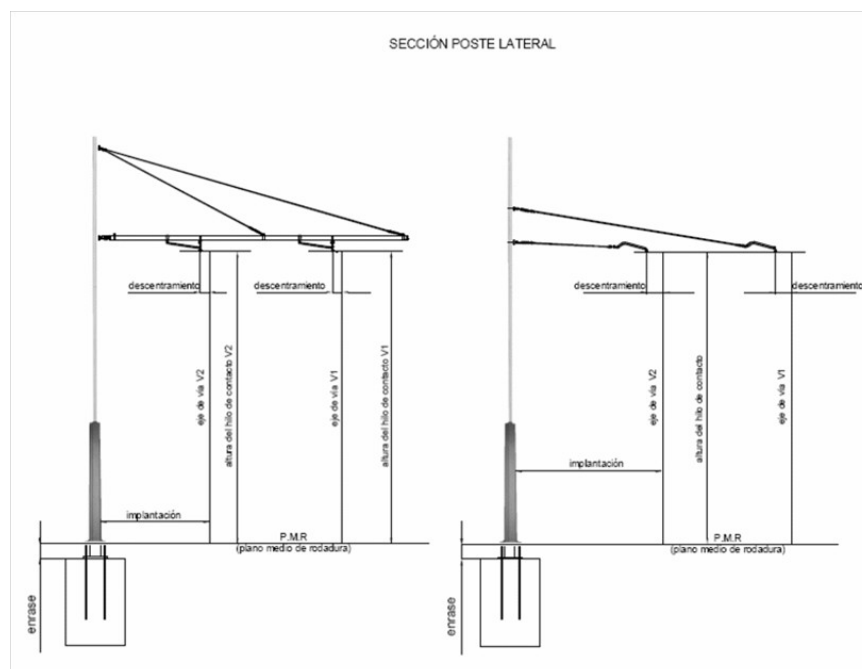 SECCIÓN POSTE LATERAL
descentramiento
descentramiento
eje de vía V2
altura del hilo de contacto V2
eje de vía V1
altura del hilo de contacto V1
implantación
P.M.R
(plano medio de rodadura)
enrase
descentramiento
eje de vía V2
altura del hilo de contacto
eje de vía V1
implantación
P.M.R
(plano medio de rodadura)
enrase